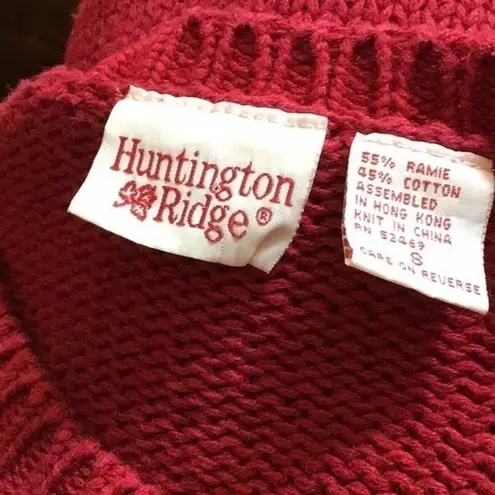 Huntington
Ridge®
55% RAMIE
45% COTTON
ASSEMBLED
IN HONG KONG
KNIT IN CHINA
RN 52469
S
CARE ON REVERSE